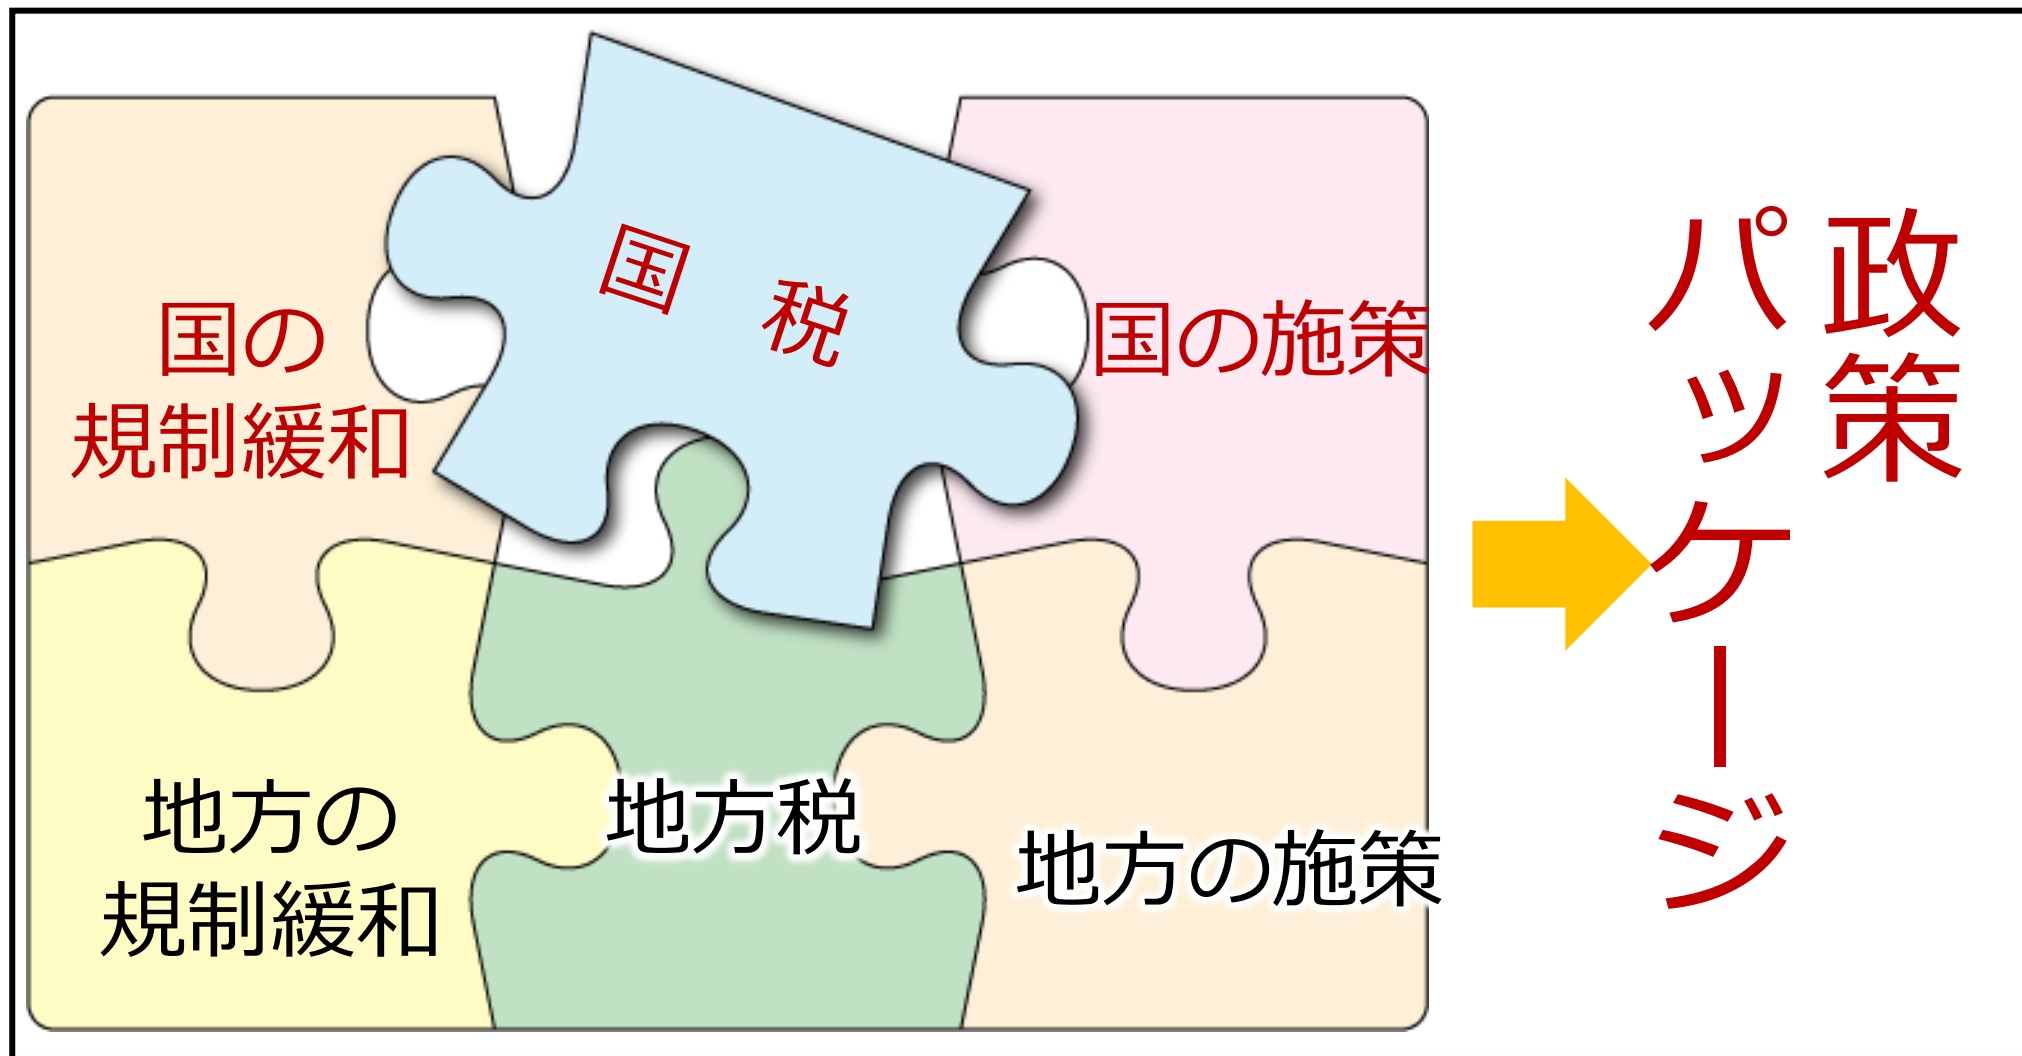 国の
規制緩和
国 税
国の施策
地方の
規制緩和
地方税
地方の施策
政策
パッケージ